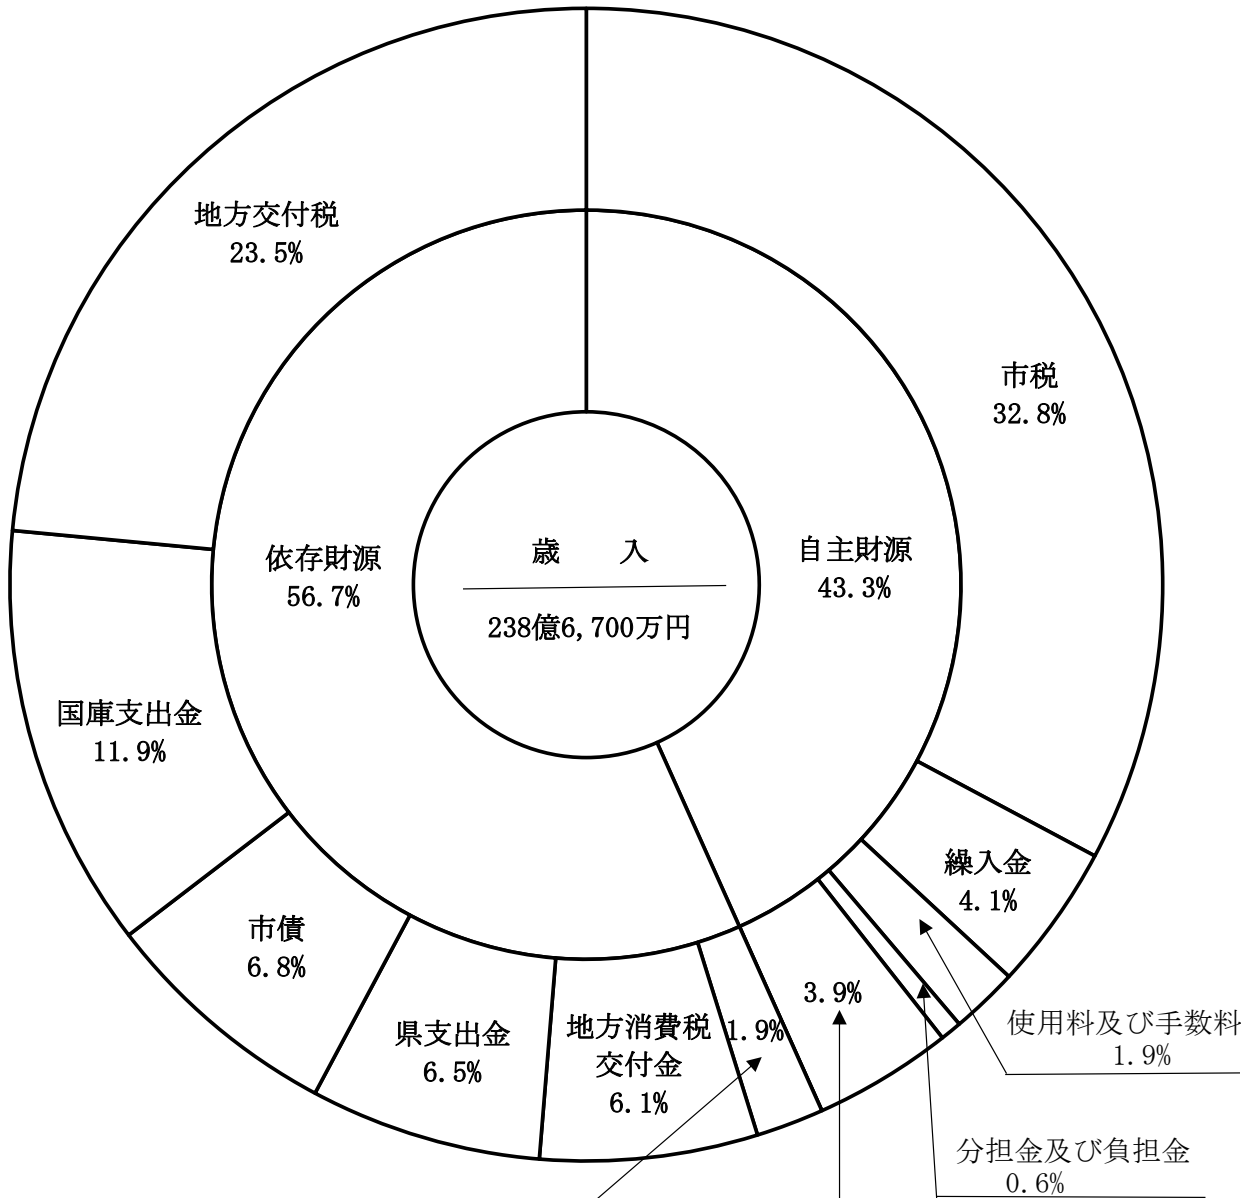 地方交付税
23.5%
市税
32.8%
依存財源
56.7%
歳　入
238億6,700万円
自主財源
43.3%
国庫支出金
11.9%
市債
6.8%
県支出金
6.5%
地方消費税
交付金
6.1%
1.9%
3.9%
繰入金
4.1%
使用料及び手数料
1.9%
分担金及び負担金
0.6%